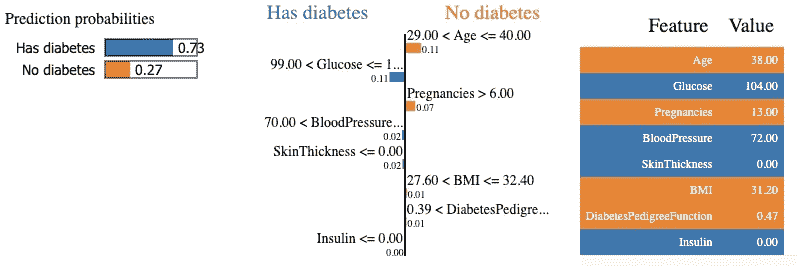 Prediction probabilities
Has diabetes 0.73
No diabetes 0.27
Has diabetes No diabetes
29.00 < Age <= 40.00
0.11
99.00 < Glucose <= 1...
0.11
Pregnancies > 6.00
0.07
70.00 < BloodPressure...
0.02
SkinThickness <= 0.00
0.02
27.60 < BMI <= 32.40
0.01
0.39 < DiabetesPedigre...
0.01
Insulin <= 0.00
0.00
Feature Value
Age 38.00
Glucose 104.00
Pregnancies 13.00
BloodPressure 72.00
SkinThickness 0.00
BMI 31.20
DiabetesPedigreeFunction 0.47
Insulin 0.00